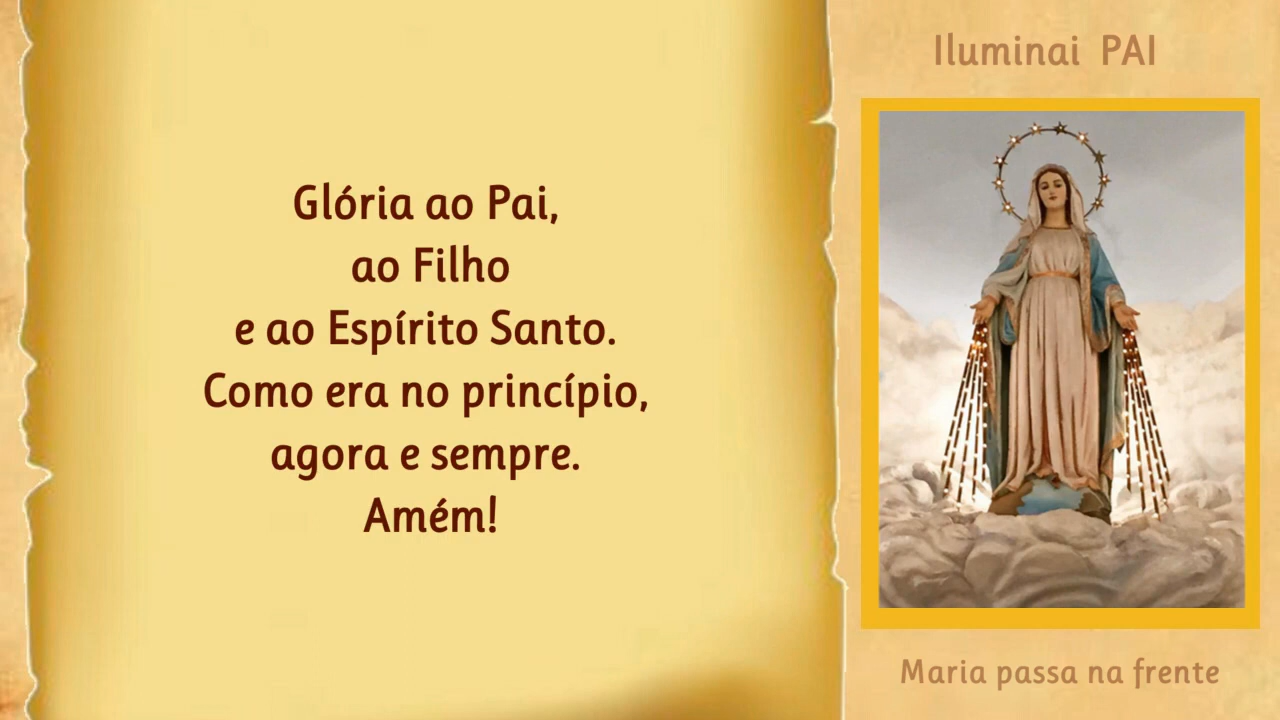 Glória ao Pai,
ao Filho
e ao Espírito Santo.
Como era no princípio,
agora e sempre.
Amém!
Iluminai PAI
Maria passa na frente